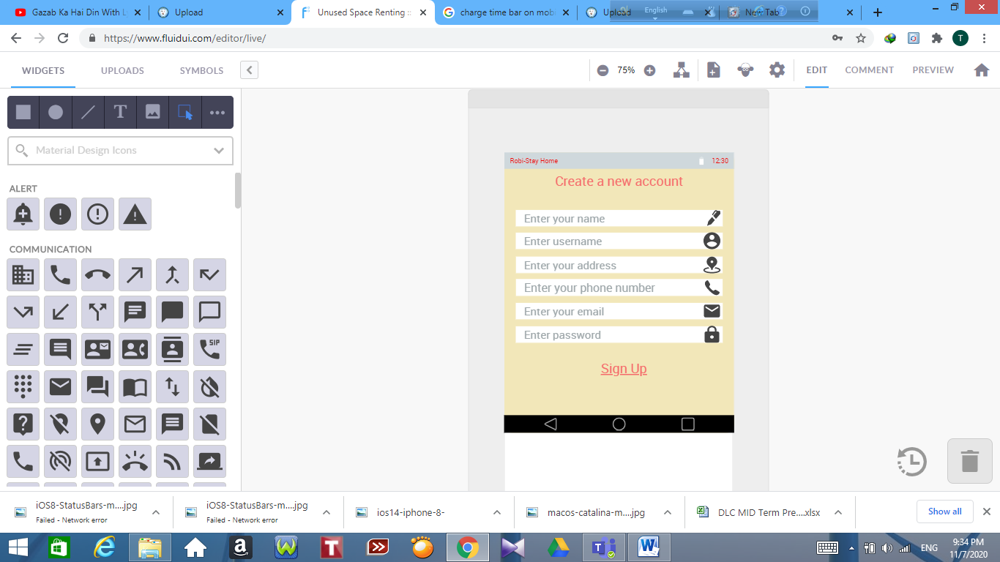 Gazab Ka Hai Din With L
Upload
Unused Space Renting ::
charge time bar on mob
Upload
English
New Tab
https://www.fluidui.com/editor/live/
T
WIDGETS
UPLOADS
SYMBOLS
75%
EDIT
COMMENT
PREVIEW
T
Material Design Icons
ALERT
COMMUNICATION
SIP
Robi-Stay Home
12:30
Create a new account
Enter your name
Enter username
Enter your address
Enter your phone number
Enter your email
Enter password
Sign Up
iOS8-StatusBars-m....jpg
Failed - Network error
iOS8-StatusBars-m....jpg
Failed - Network error
ios14-iphone-8-
macos-catalina-m....jpg
DLC MID Term Pre....xlsx
Show all
ENG
9:34 PM
11/7/2020